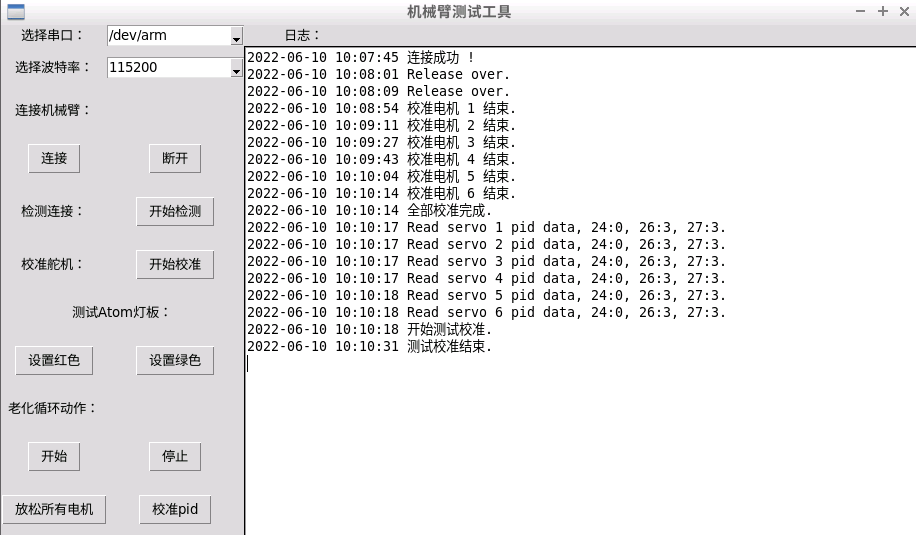 机械臂测试工具
选择串口： /dev/arm
选择波特率： 115200
连接机械臂：
连接 断开
检测连接： 开始检测
校准舵机： 开始校准
测试Atom灯板：
设置红色 设置绿色
老化循环动作：
开始 停止
放松所有电机 校准pid
日志：
2022-06-10 10:07:45 连接成功 !
2022-06-10 10:08:01 Release over.
2022-06-10 10:08:09 Release over.
2022-06-10 10:08:54 校准电机 1 结束.
2022-06-10 10:09:11 校准电机 2 结束.
2022-06-10 10:09:27 校准电机 3 结束.
2022-06-10 10:09:43 校准电机 4 结束.
2022-06-10 10:10:04 校准电机 5 结束.
2022-06-10 10:10:14 校准电机 6 结束.
2022-06-10 10:10:14 全部校准完成.
2022-06-10 10:10:17 Read servo 1 pid data, 24:0, 26:3, 27:3.
2022-06-10 10:10:17 Read servo 2 pid data, 24:0, 26:3, 27:3.
2022-06-10 10:10:17 Read servo 3 pid data, 24:0, 26:3, 27:3.
2022-06-10 10:10:17 Read servo 4 pid data, 24:0, 26:3, 27:3.
2022-06-10 10:10:18 Read servo 5 pid data, 24:0, 26:3, 27:3.
2022-06-10 10:10:18 Read servo 6 pid data, 24:0, 26:3, 27:3.
2022-06-10 10:10:18 开始测试校准.
2022-06-10 10:10:31 测试校准结束.